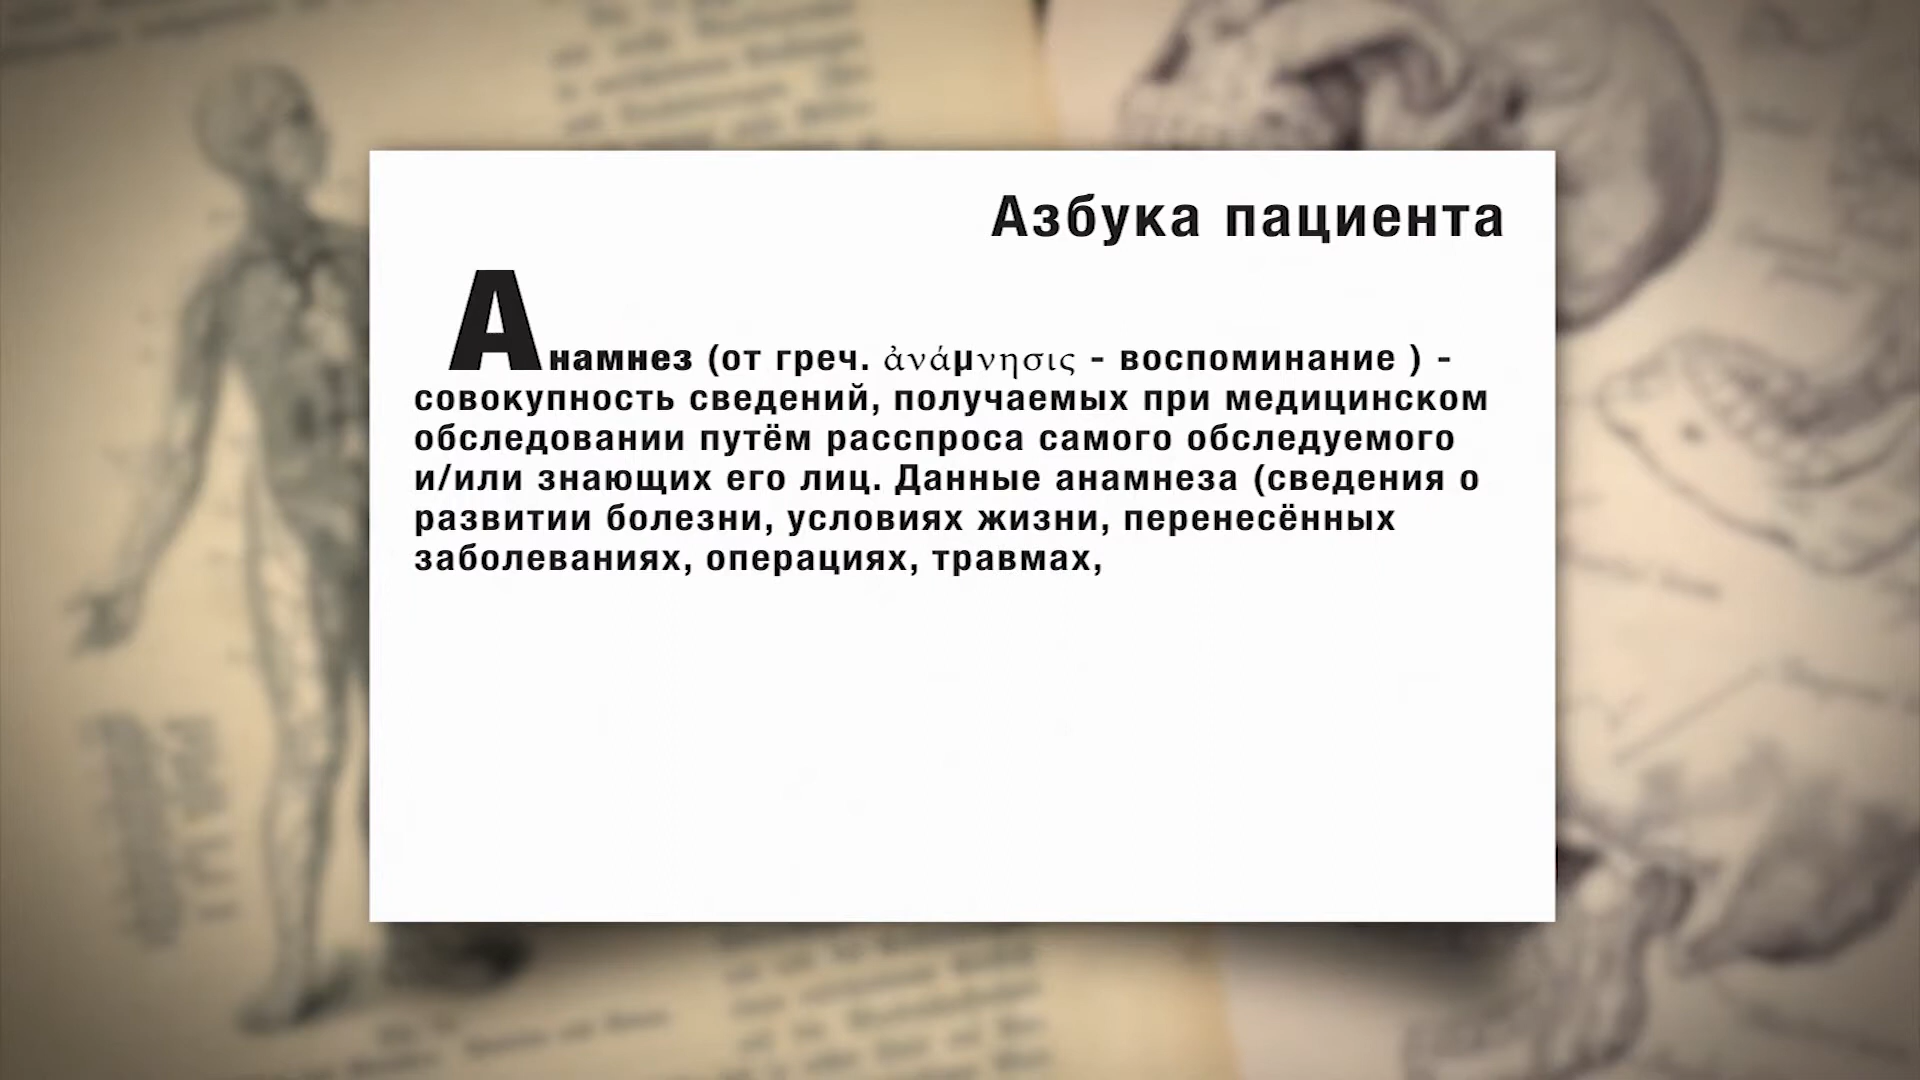 Азбука пациента
Анамнез (от греч. ἀνάμνησις - воспоминание ) -
совокупность сведений, получаемых при медицинском
обследовании путём расспроса самого обследуемого
и/или знающих его лиц. Данные анамнеза (сведения о
развитии болезни, условиях жизни, перенесённых
заболеваниях, операциях, травмах,